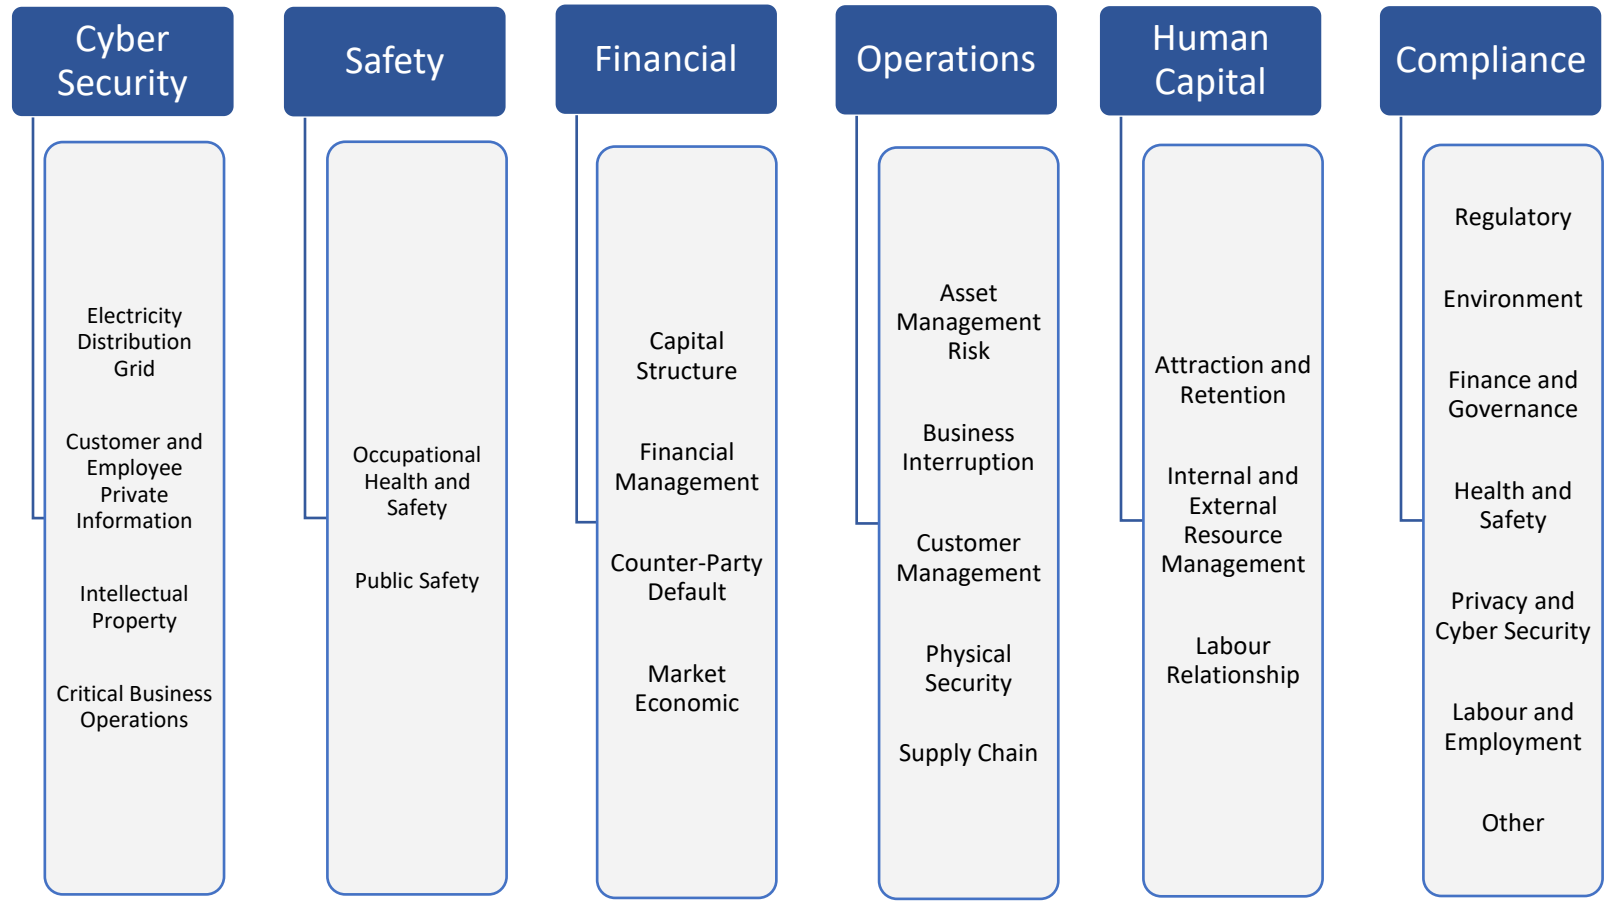 Cyber
Security
Electricity
Distribution
Grid
Customer and
Employee
Private
Information
Intellectual
Property
Critical Business
Operations
Safety
Occupational
Health and
Safety
Public Safety
Financial
Capital
Structure
Financial
Management
Counter-Party
Default
Market
Economic
Operations
Asset
Management
Risk
Business
Interruption
Customer
Management
Physical
Security
Supply Chain
Human
Capital
Attraction and
Retention
Internal and
External
Resource
Management
Labour
Relationship
Compliance
Regulatory
Environment
Finance and
Governance
Health and
Safety
Privacy and
Cyber Security
Labour and
Employment
Other